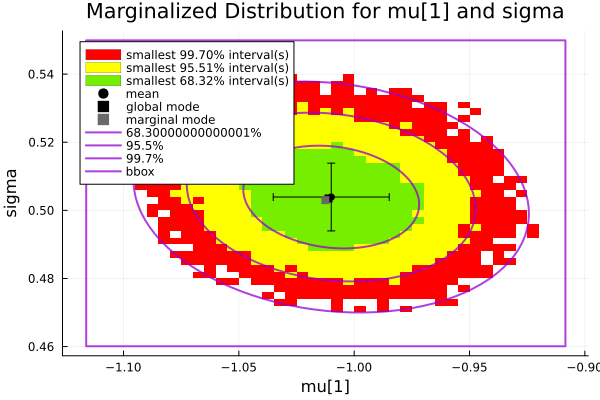 Marginalized Distribution for mu[1] and sigma
smallest 99.70% interval(s)
smallest 95.51% interval(s)
smallest 68.32% interval(s)
mean
global mode
marginal mode
68.30000000000001%
95.5%
99.7%
bbox
sigma
0.54
0.52
0.50
0.48
0.46
−1.10
−1.05
−1.00
−0.95
−0.90
mu[1]